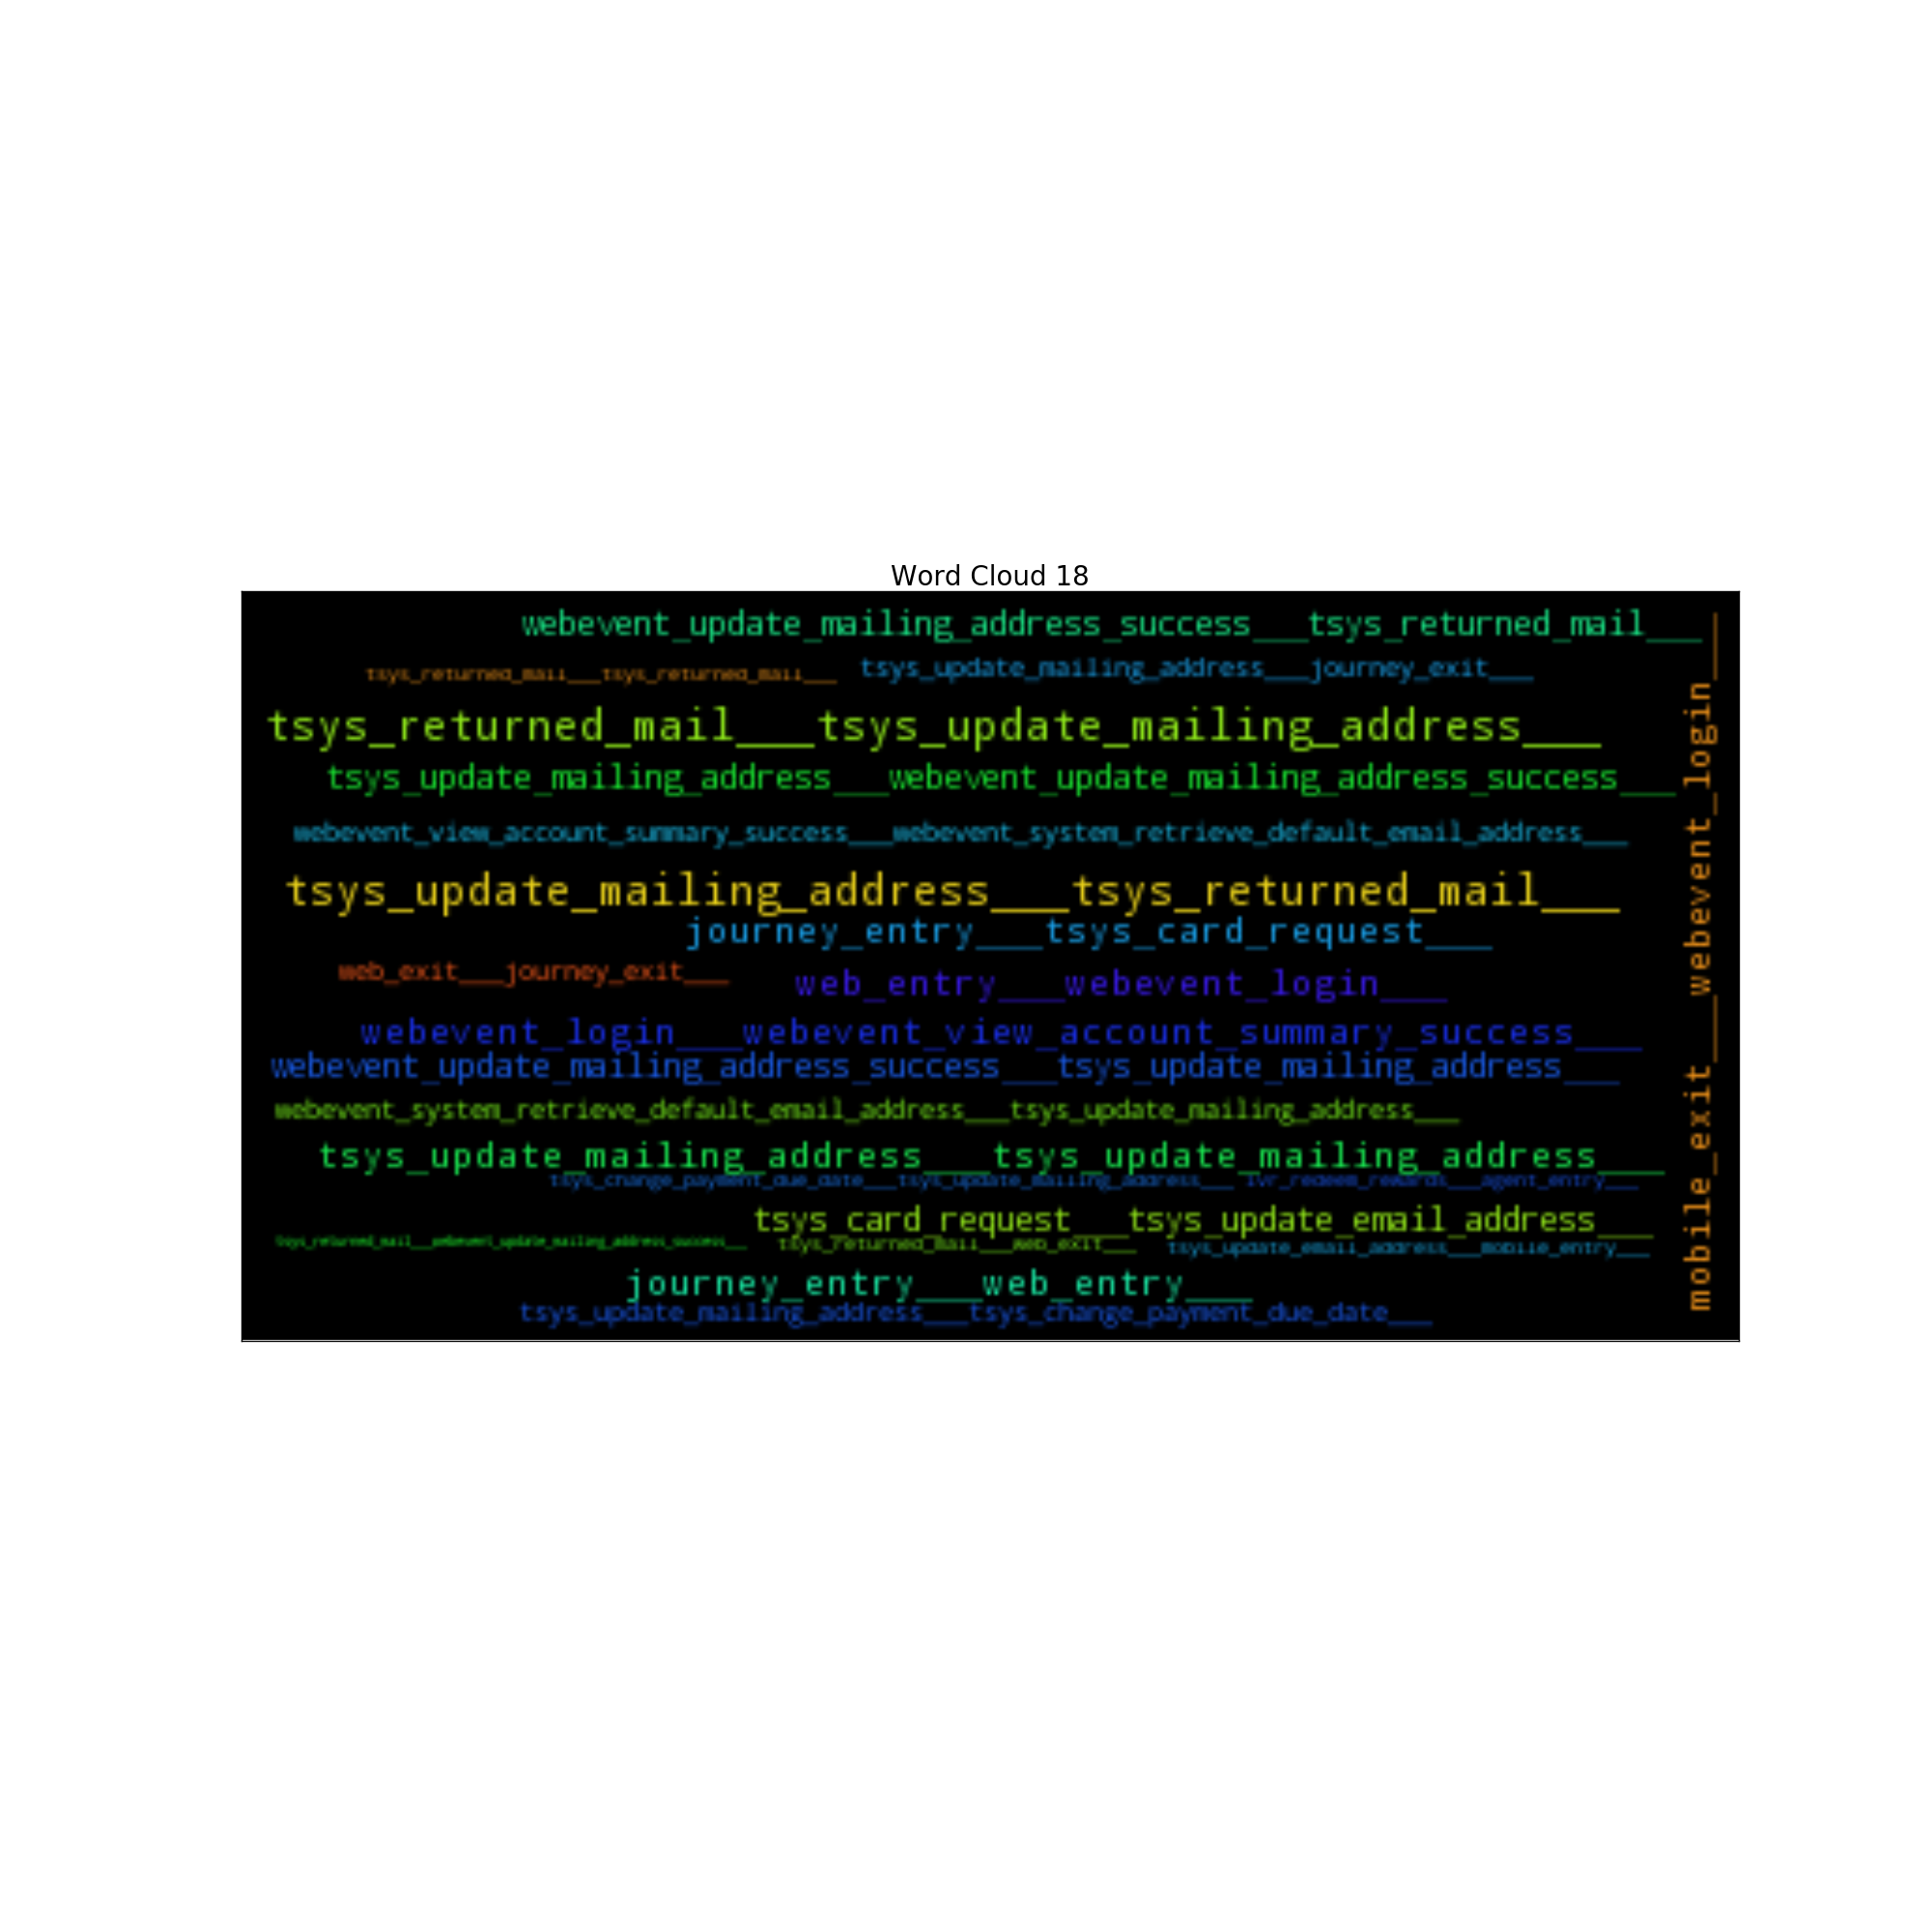 Word Cloud 18
webevent_update_mailing_address_success___tsys_returned_mail___
tsys_returned_mail___tsys_returned_mail___ tsys_update_mailing_address___journey_exit___
tsys_returned_mail___tsys_update_mailing_address___
tsys_update_mailing_address___webevent_update_mailing_address_success___
webevent_view_account_summary_success___webevent_system_retrieve_default_email_address___
tsys_update_mailing_address___tsys_returned_mail___
journey_entry___tsys_card_request___
web_exit___journey_exit___ web_entry___webevent_login___
webevent_login___webevent_view_account_summary_success___
webevent_update_mailing_address_success___tsys_update_mailing_address___
webevent_system_retrieve_default_email_address___tsys_update_mailing_address___
tsys_update_mailing_address___tsys_update_mailing_address___
tsys_change_payment_due_date___tsys_update_mailing_address___ ivr_redeem_rewards___agent_entry___
tsys_card_request___tsys_update_email_address___
tsys_returned_mail___webevent_update_mailing_address_success___ tsys_returned_mail___web_exit___ tsys_update_email_address___mobile_entry___
journey_entry___web_entry___
tsys_update_mailing_address___tsys_change_payment_due_date___
mobile_exit___webevent_login___